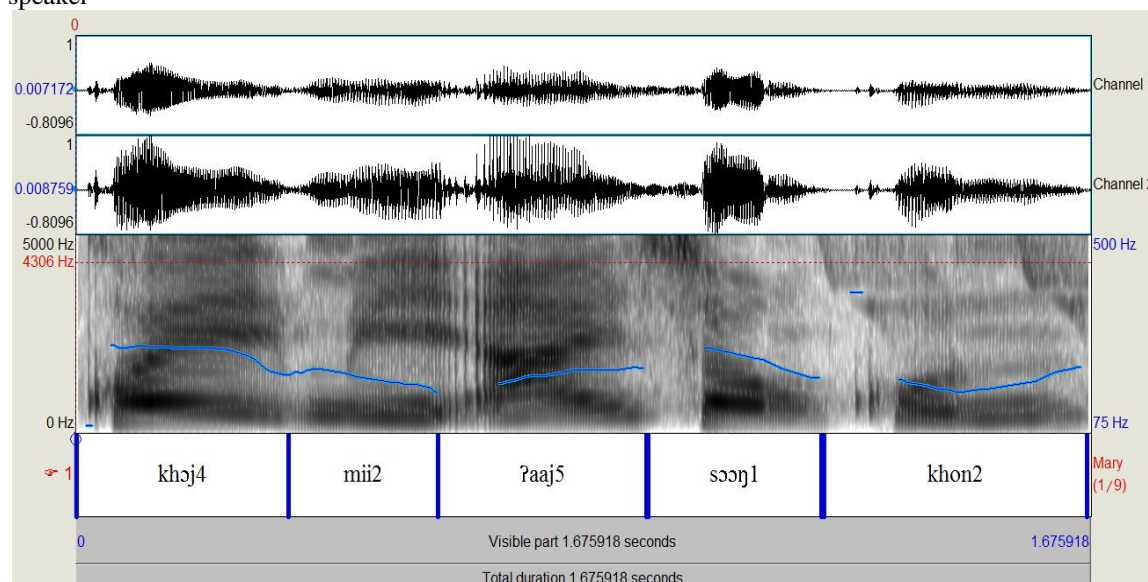 speaker
0
1
0.007172
-0.8096
Channel
1
0.008759
-0.8096
Channel 2
5000 Hz
4306 Hz
500 Hz
0 Hz
75 Hz
☞ 1
khɔj4 mii2 ʔaaj5 sɔɔŋ1 khon2
Mary
(1/9)
0 Visible part 1.675918 seconds 1.675918
Total duration 1.675918 seconds